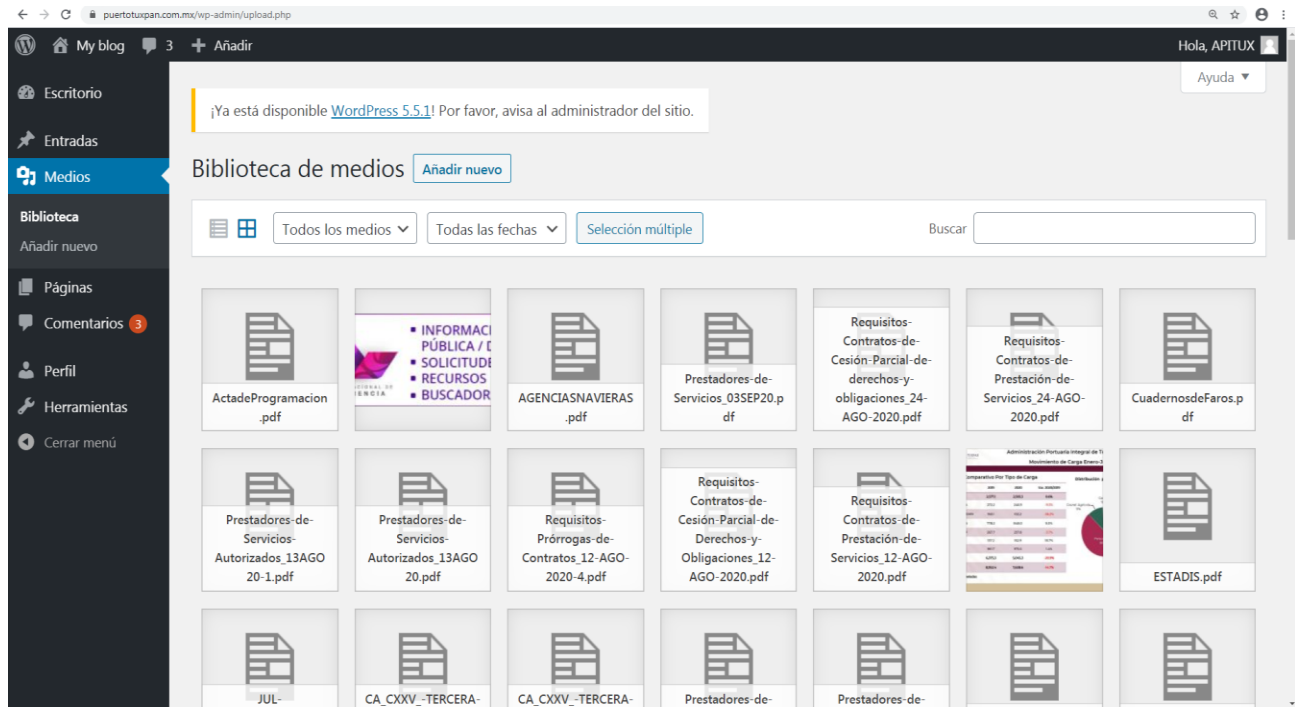 puertotuxpan.com.mx/wp-admin/upload.php
My blog
3
Añadir
Hola, APITUX
Ayuda
Escritorio
Entradas
Medios
Biblioteca
Añadir nuevo
Páginas
Comentarios 3
Perfil
Herramientas
Cerrar menú
¡Ya está disponible WordPress 5.5.1! Por favor, avisa al administrador del sitio.
Biblioteca de medios Añadir nuevo
Todos los medios
Todas las fechas
Selección múltiple
Buscar
ActadeProgramacion
.pdf
INFORMACI
PÚBLICA / D
SOLICITUDE
RECURSOS
BUSCADOR
AGENCIASNAVIERAS
.pdf
Prestadores-de-
Servicios_03SEP20.p
df
Requisitos-
Contratos-de-
Cesión-Parcial-de-
derechos-y-
obligaciones_24-
AGO-2020.pdf
Requisitos-
Contratos-de-
Prestación-de-
Servicios_24-AGO-
2020.pdf
CuadernosdeFaros.p
df
Prestadores-de-
Servicios-
Autorizados_13AGO
20-1.pdf
Prestadores-de-
Servicios-
Autorizados_13AGO
20.pdf
Requisitos-
Prórrogas-de-
Contratos_12-AGO-
2020-4.pdf
Requisitos-
Contratos-de-
Cesión-Parcial-de-
Derechos-y-
Obligaciones_12-
AGO-2020.pdf
Requisitos-
Contratos-de-
Prestación-de-
Servicios_12-AGO-
2020.pdf
Administración Portuaria Integral de T
Movimiento de Carga Enero-
omparativo Por Tipo de Carga
ESTADIS.pdf
JUL-
CA_CXXV_-TERCERA-
CA_CXXV_-TERCERA-
Prestadores-de-
Prestadores-de-